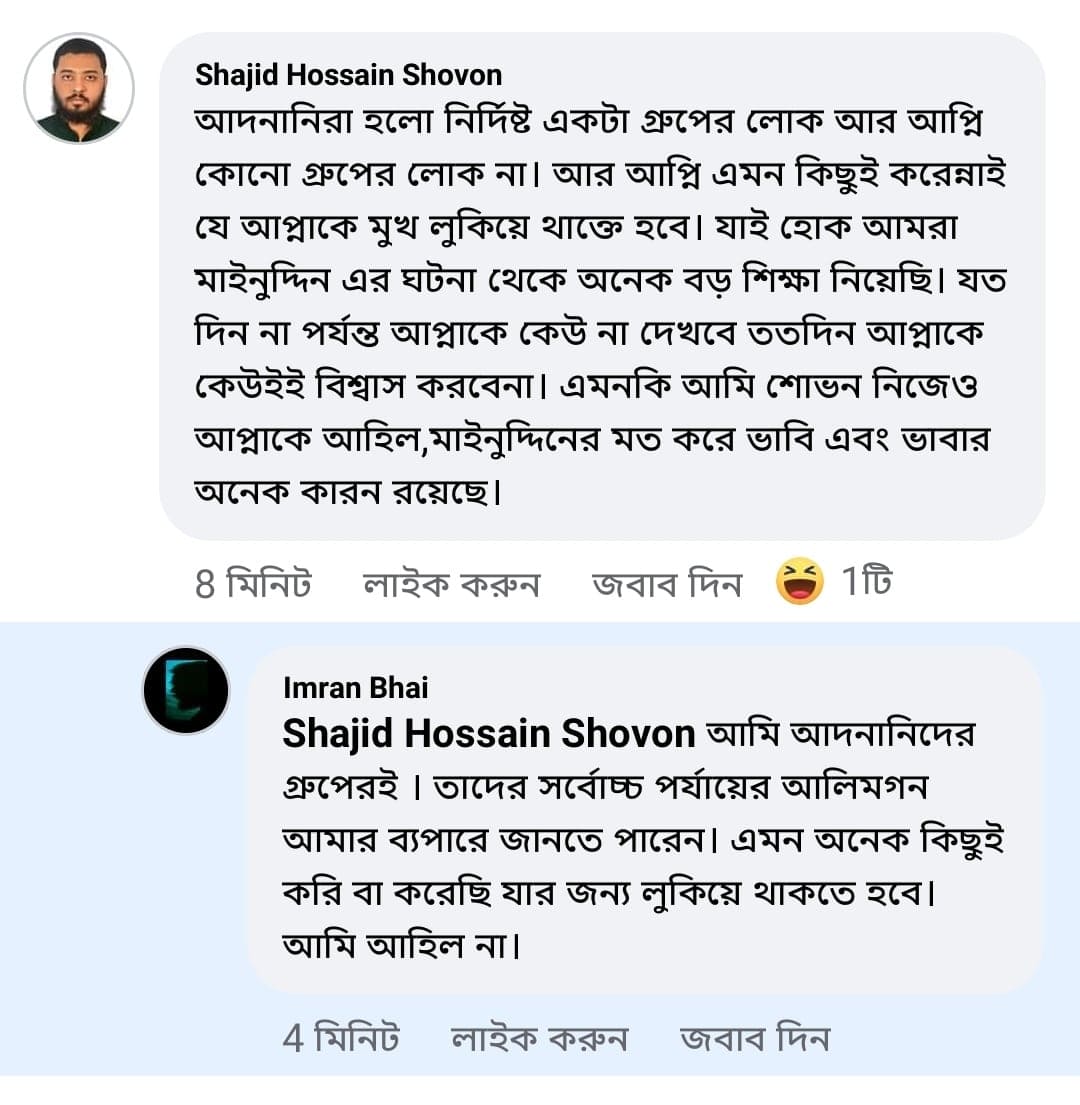 Shajid Hossain Shovon
আদনানিরা হলো নির্দিষ্ট একটা গ্রুপের লোক আর আপ্নি
কোনো গ্রুপের লোক না। আর আপ্নি এমন কিছুই করেন্নাই
যে আপ্নাকে মুখ লুকিয়ে থাক্তে হবে। যাই হোক আমরা
মাইনুদ্দিন এর ঘটনা থেকে অনেক বড় শিক্ষা নিয়েছি। যত
দিন না পর্যন্ত আপ্নাকে কেউ না দেখবে ততদিন আপ্নাকে
কেউইই বিশ্বাস করবেনা। এমনকি আমি শোভন নিজেও
আপ্নাকে আহিল,মাইনুদ্দিনের মত করে ভাবি এবং ভাবার
অনেক কারন রয়েছে।
8 মিনিট লাইক করুন জবাব দিন 1টি
Imran Bhai
Shajid Hossain Shovon আমি আদনানিদের
গ্রুপেরই । তাদের সর্বোচ্চ পর্যায়ের আলিমগন
আমার ব্যপারে জানতে পারেন। এমন অনেক কিছুই
করি বা করেছি যার জন্য লুকিয়ে থাকতে হবে।
আমি আহিল না।
4 মিনিট লাইক করুন জবাব দিন